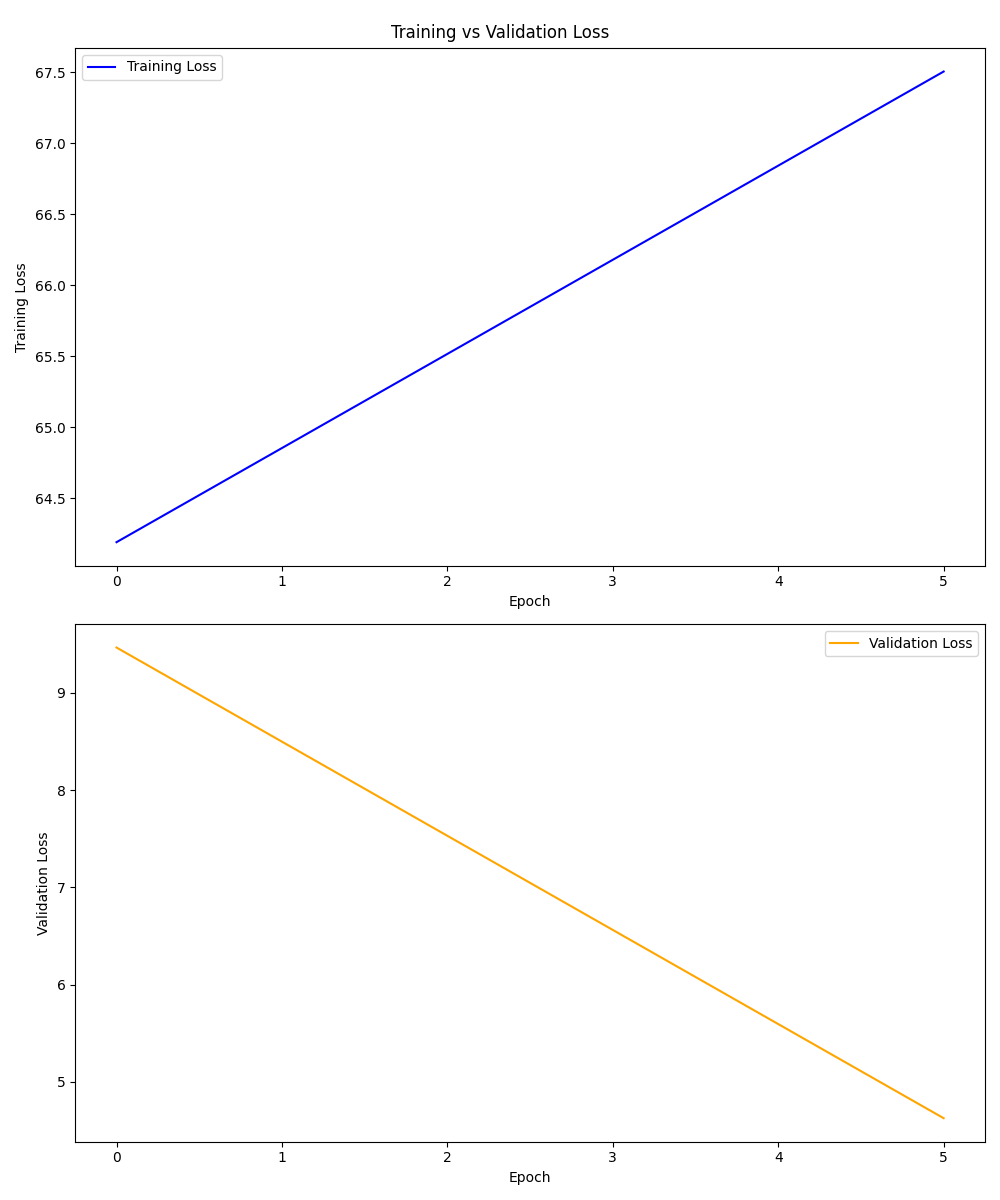 Training vs Validation Loss
Training Loss
67.5
67.0
66.5
66.0
65.5
65.0
64.5
Training Loss
0 1 2 3 4 5
Epoch
Validation Loss
9
8
7
6
5
Validation Loss
0 1 2 3 4 5
Epoch